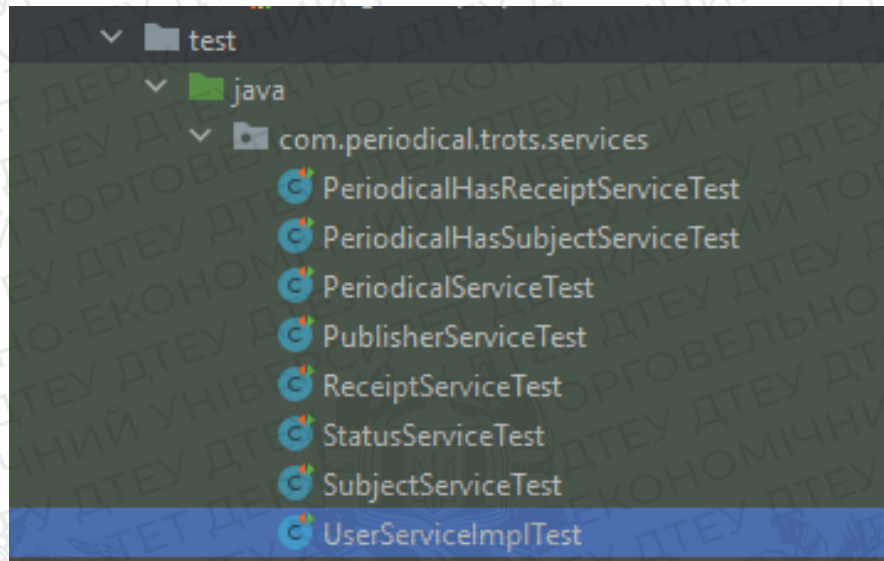 test
java
com.periodical.trots.services
PeriodicalHasReceiptServiceTest
PeriodicalHasSubjectServiceTest
PeriodicalServiceTest
PublisherServiceTest
ReceiptServiceTest
StatusServiceTest
SubjectServiceTest
UserServiceImplTest